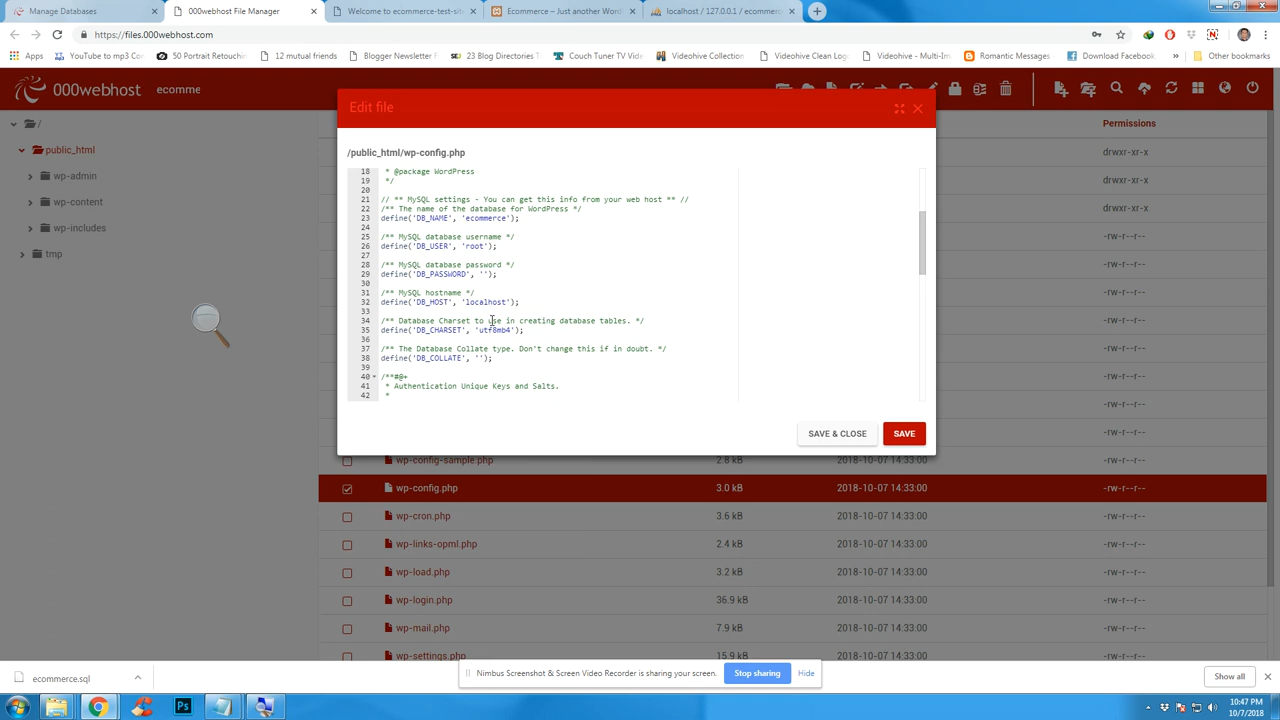 Manage Databases
000webhost File Manager
Welcome to ecommerce-test-sit
Ecommerce – Just another Wor
localhost / 127.0.0.1 / ecommerc
https://files.000webhost.com
Apps
YouTube to mp3 Co
50 Portrait Retouchin
12 mutual friends
Blogger Newsletter F
23 Blog Directories T
Couch Tuner TV Vide
Videohive Collection
Videohive Clean Log
Videohive - Multi-Im
Romantic Messages
Download Facebook
»
Other bookmarks
000webhost
ecomme
Edit file
/
public_html
wp-admin
wp-content
wp-includes
tmp
/public_html/wp-config.php
18 * @package WordPress
19 */
20
21 // ** MySQL settings - You can get this info from your web host ** //
22 /** The name of the database for WordPress */
23 define('DB_NAME', 'ecommerce');
24
25 /** MySQL database username */
26 define('DB_USER', 'root');
27
28 /** MySQL database password */
29 define('DB_PASSWORD', '');
30
31 /** MySQL hostname */
32 define('DB_HOST', 'localhost');
33
34 /** Database Charset to use in creating database tables. */
35 define('DB_CHARSET', 'utf8mb4');
36
37 /** The Database Collate type. Don't change this if in doubt. */
38 define('DB_COLLATE', '');
39
40 /**#@+
41 * Authentication Unique Keys and Salts.
42 *
SAVE & CLOSE
SAVE
Permissions
drwxr-xr-x
drwxr-xr-x
drwxr-xr-x
-rw-r--r--
-rw-r--r--
-rw-r--r--
-rw-r--r--
-rw-r--r--
-rw-r--r--
-rw-r--r--
-rw-r--r--
wp-config-sample.php 2.8 kB 2018-10-07 14:33:00 -rw-r--r--
wp-config.php 3.0 kB 2018-10-07 14:33:00 -rw-r--r--
wp-cron.php 3.6 kB 2018-10-07 14:33:00 -rw-r--r--
wp-links-opml.php 2.4 kB 2018-10-07 14:33:00 -rw-r--r--
wp-load.php 3.2 kB 2018-10-07 14:33:00 -rw-r--r--
wp-login.php 36.9 kB 2018-10-07 14:33:00 -rw-r--r--
wp-mail.php 7.9 kB 2018-10-07 14:33:00 -rw-r--r--
wp-settings.php 15.9 kB 2018-10-07 14:33:00 -rw-r--r--
ecommerce.sql
Nimbus Screenshot & Screen Video Recorder is sharing your screen.
Stop sharing
Hide
Show all
Ps
10:47 PM
10/7/2018